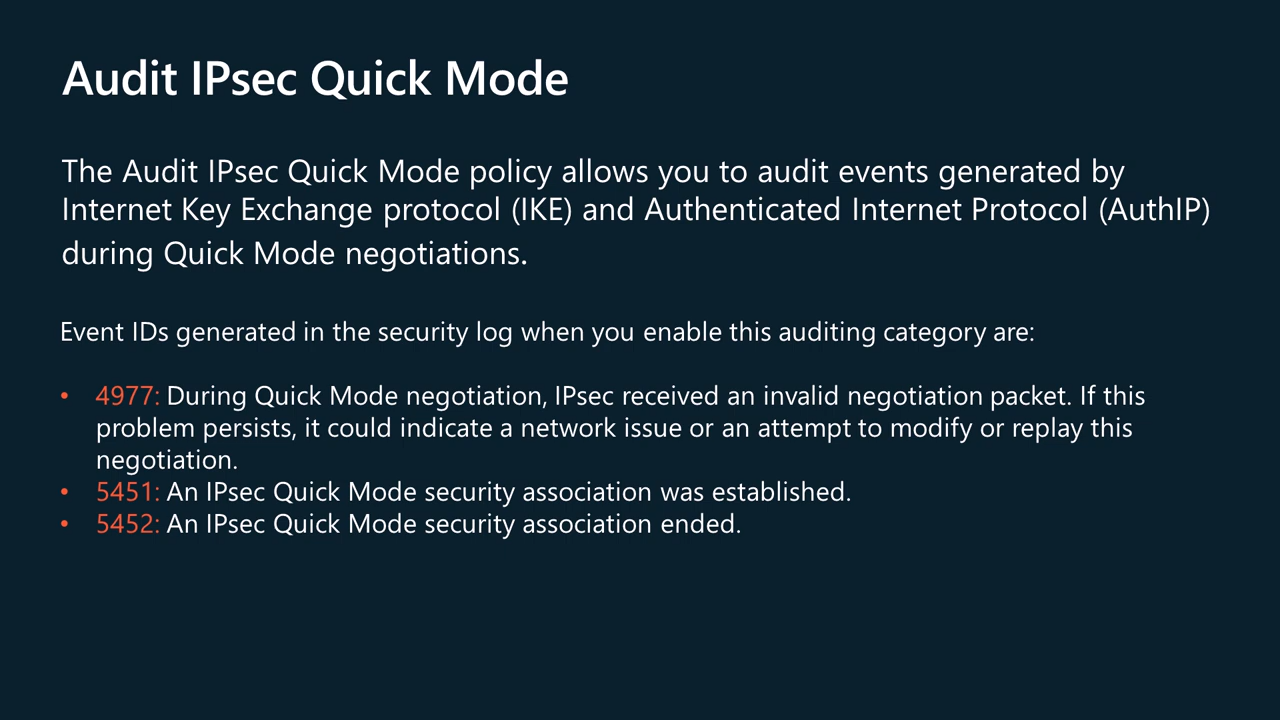 Audit IPsec Quick Mode
The Audit IPsec Quick Mode policy allows you to audit events generated by
Internet Key Exchange protocol (IKE) and Authenticated Internet Protocol (AuthIP)
during Quick Mode negotiations.
Event IDs generated in the security log when you enable this auditing category are:
• 4977: During Quick Mode negotiation, IPsec received an invalid negotiation packet. If this
problem persists, it could indicate a network issue or an attempt to modify or replay this
negotiation.
• 5451: An IPsec Quick Mode security association was established.
• 5452: An IPsec Quick Mode security association ended.